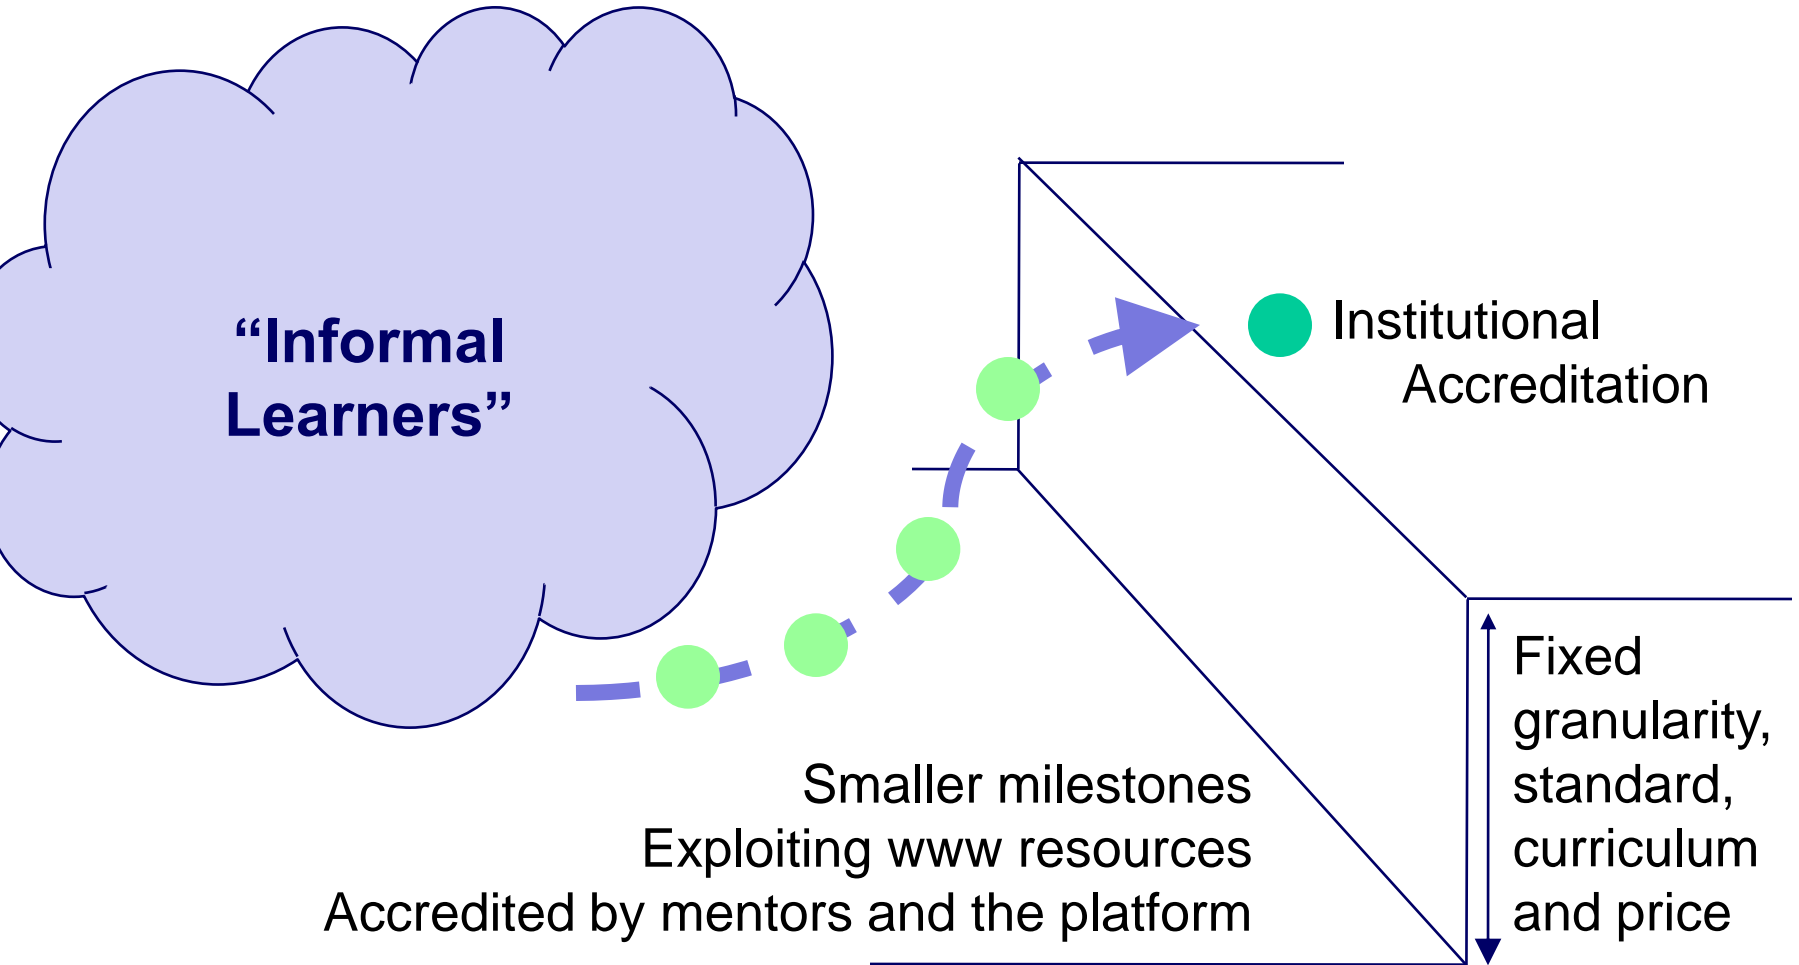 “Informal
Learners”
Institutional
Accreditation
Smaller milestones
Exploiting www resources
Accredited by mentors and the platform
Fixed
granularity,
standard,
curriculum
and price